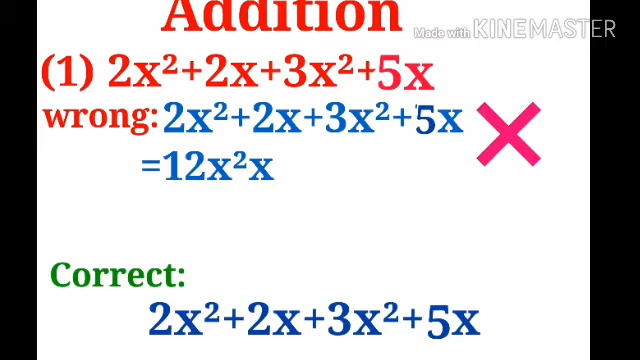 Addition
Made with KINEMASTER
(1) 2x²+2x+3x²+5x
wrong: 2x²+2x+3x²+5x
=12x²x
Correct:
2x²+2x+3x²+5x